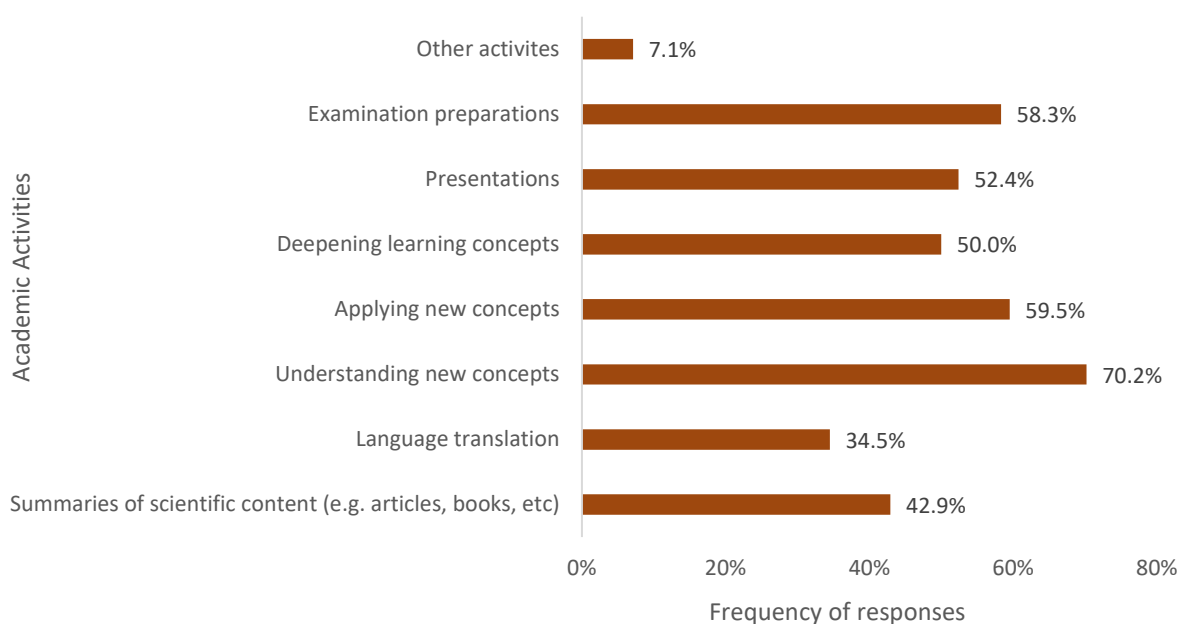 Academic Activities
Other activites 7.1%
Examination preparations 58.3%
Presentations 52.4%
Deepening learning concepts 50.0%
Applying new concepts 59.5%
Understanding new concepts 70.2%
Language translation 34.5%
Summaries of scientific content (e.g. articles, books, etc) 42.9%
0% 20% 40% 60% 80%
Frequency of responses